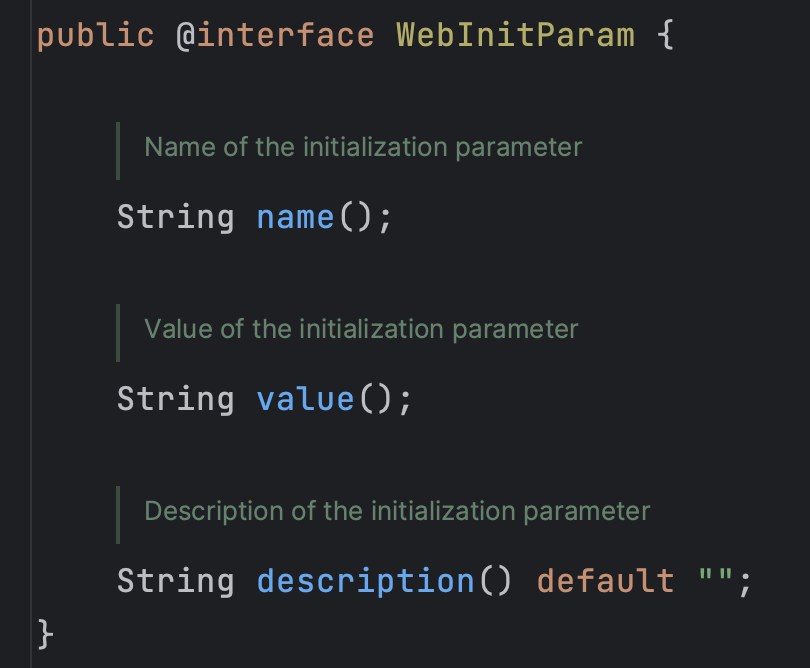 public @interface WebInitParam {
Name of the initialization parameter
String name();
Value of the initialization parameter
String value();
Description of the initialization parameter
String description() default "";
}